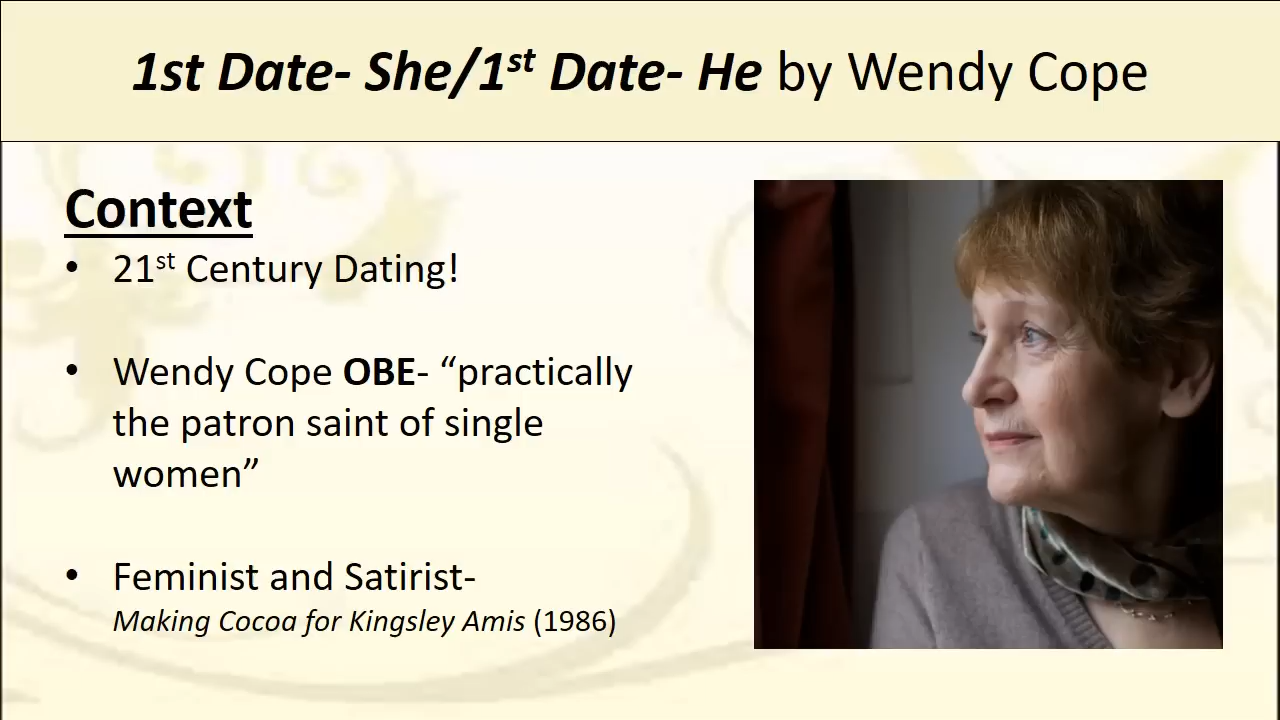 1st Date- She/1st Date- He by Wendy Cope
Context
• 21st Century Dating!
• Wendy Cope OBE- “practically
the patron saint of single
women”
• Feminist and Satirist-
Making Cocoa for Kingsley Amis (1986)